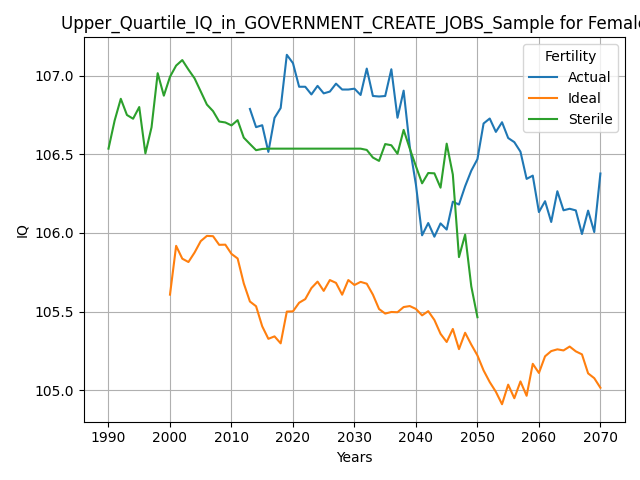 Upper_Quartile_IQ_in_GOVERNMENT_CREATE_JOBS_Sample for Female
Fertility
Actual
Ideal
Sterile
107.0
106.5
106.0
105.5
105.0
IQ
1990 2000 2010 2020 2030 2040 2050 2060 2070
Years